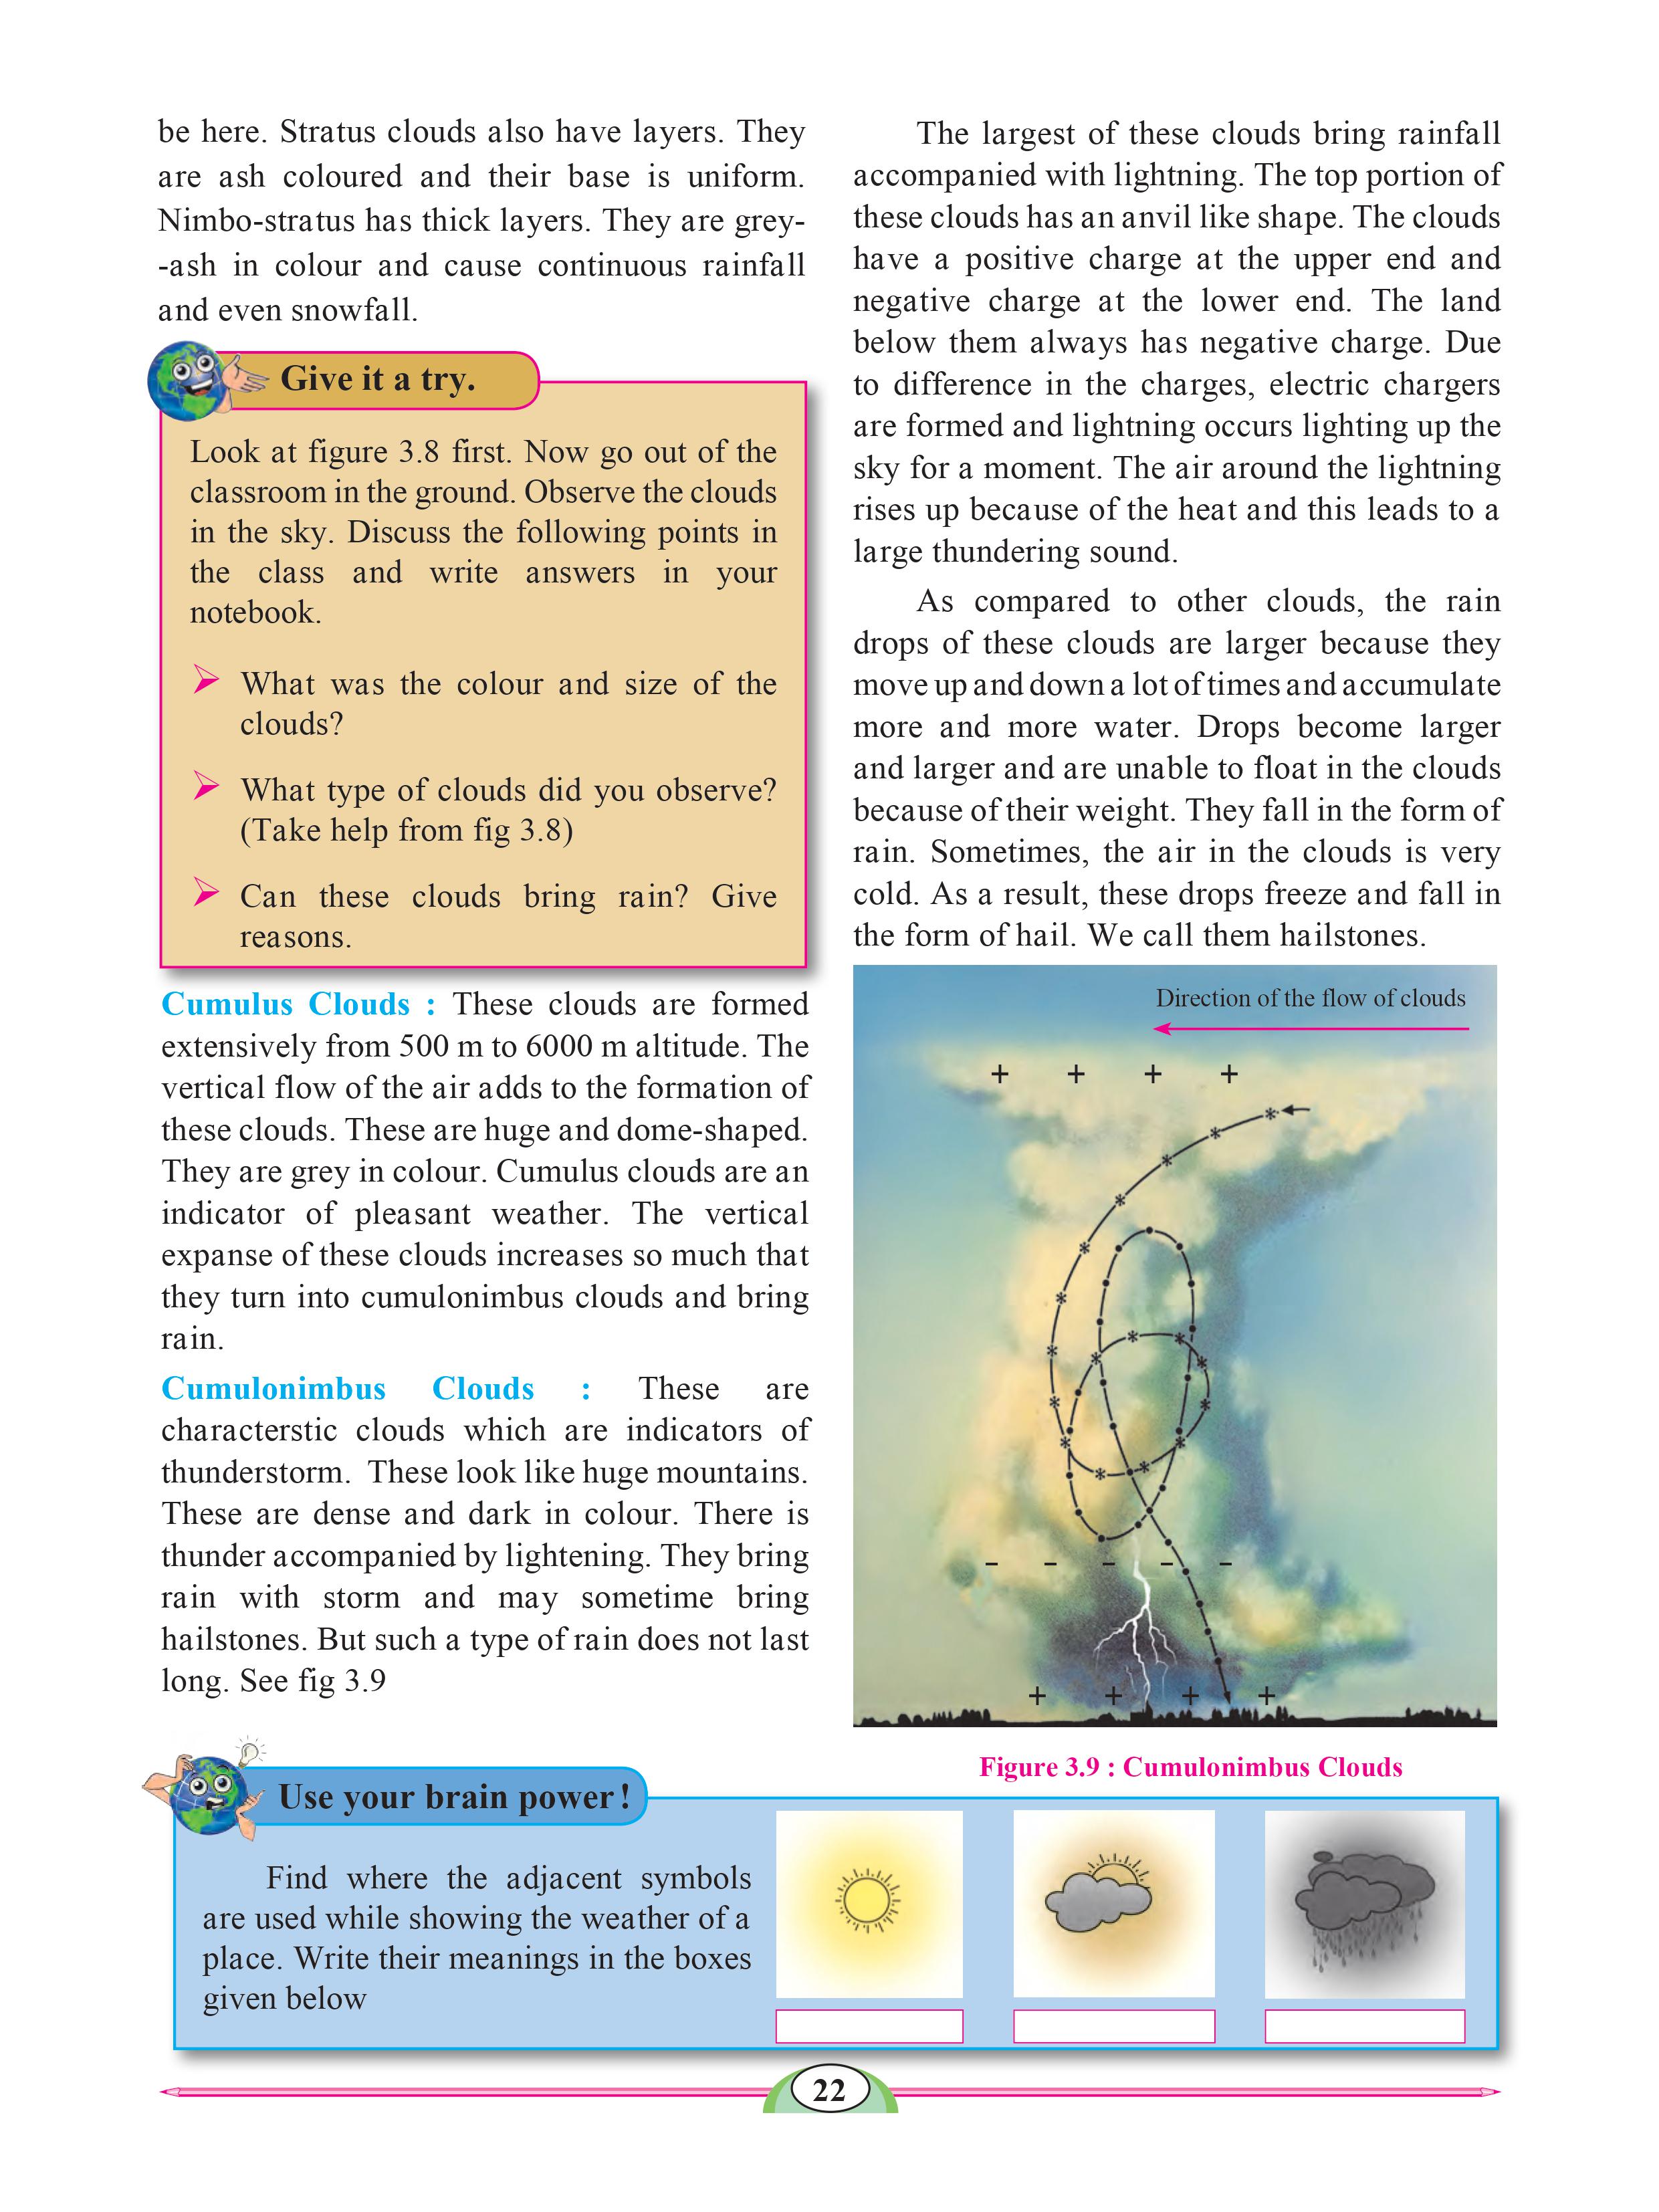 be here. Stratus clouds also have layers. They
are ash coloured and their base is uniform.
Nimbo-stratus has thick layers. They are grey-
-ash in colour and cause continuous rainfall
and even snowfall.
Give it a try.
Look at figure 3.8 first. Now go out of the
classroom in the ground. Observe the clouds
in the sky. Discuss the following points in
the class and write answers in your
notebook.
What was the colour and size of the
clouds?
What type of clouds did you observe?
(Take help from fig 3.8)
Can these clouds bring rain? Give
reasons.
Cumulus Clouds : These clouds are formed
extensively from 500 m to 6000 m altitude. The
vertical flow of the air adds to the formation of
these clouds. These are huge and dome-shaped.
They are grey in colour. Cumulus clouds are an
indicator of pleasant weather. The vertical
expanse of these clouds increases so much that
they turn into cumulonimbus clouds and bring
rain.
Cumulonimbus Clouds : These are
characterstic clouds which are indicators of
thunderstorm. These look like huge mountains.
These are dense and dark in colour. There is
thunder accompanied by lightening. They bring
rain with storm and may sometime bring
hailstones. But such a type of rain does not last
long. See fig 3.9
The largest of these clouds bring rainfall
accompanied with lightning. The top portion of
these clouds has an anvil like shape. The clouds
have a positive charge at the upper end and
negative charge at the lower end. The land
below them always has negative charge. Due
to difference in the charges, electric chargers
are formed and lightning occurs lighting up the
sky for a moment. The air around the lightning
rises up because of the heat and this leads to a
large thundering sound.
As compared to other clouds, the rain
drops of these clouds are larger because they
move up and down a lot of times and accumulate
more and more water. Drops become larger
and larger and are unable to float in the clouds
because of their weight. They fall in the form of
rain. Sometimes, the air in the clouds is very
cold. As a result, these drops freeze and fall in
the form of hail. We call them hailstones.
Direction of the flow of clouds
+ + + +
- - - - -
+ + + +
Figure 3.9 : Cumulonimbus Clouds
Use your brain power !
Find where the adjacent symbols
are used while showing the weather of a
place. Write their meanings in the boxes
given below
22